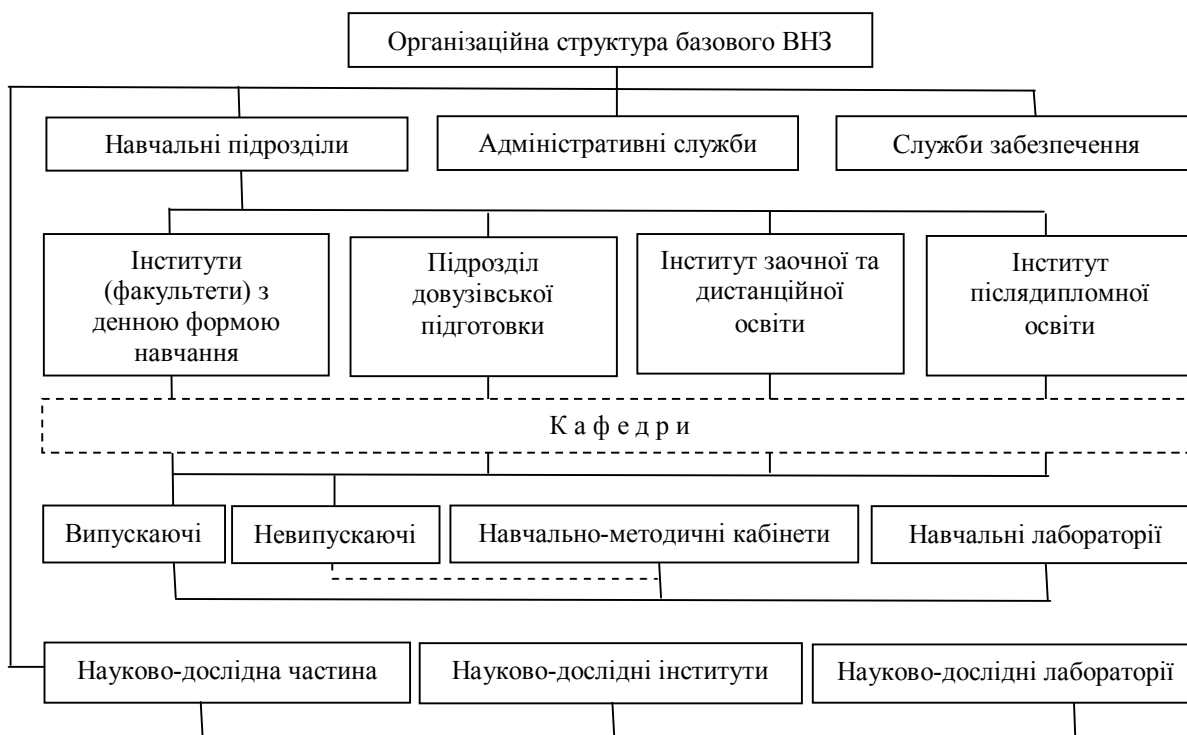 Організаційна структура базового ВНЗ
Навчальні підрозділи
Адміністративні служби
Служби забезпечення
Інститути
(факультети) з
денною формою
навчання
Підрозділ
довузівської
підготовки
Інститут заочної та
дистанційної
освіти
Інститут
післядипломної
освіти
К а ф е д р и
Випускаючі
Невипускаючі
Навчально-методичні кабінети
Навчальні лабораторії
Науково-дослідна частина
Науково-дослідні інститути
Науково-дослідні лабораторії